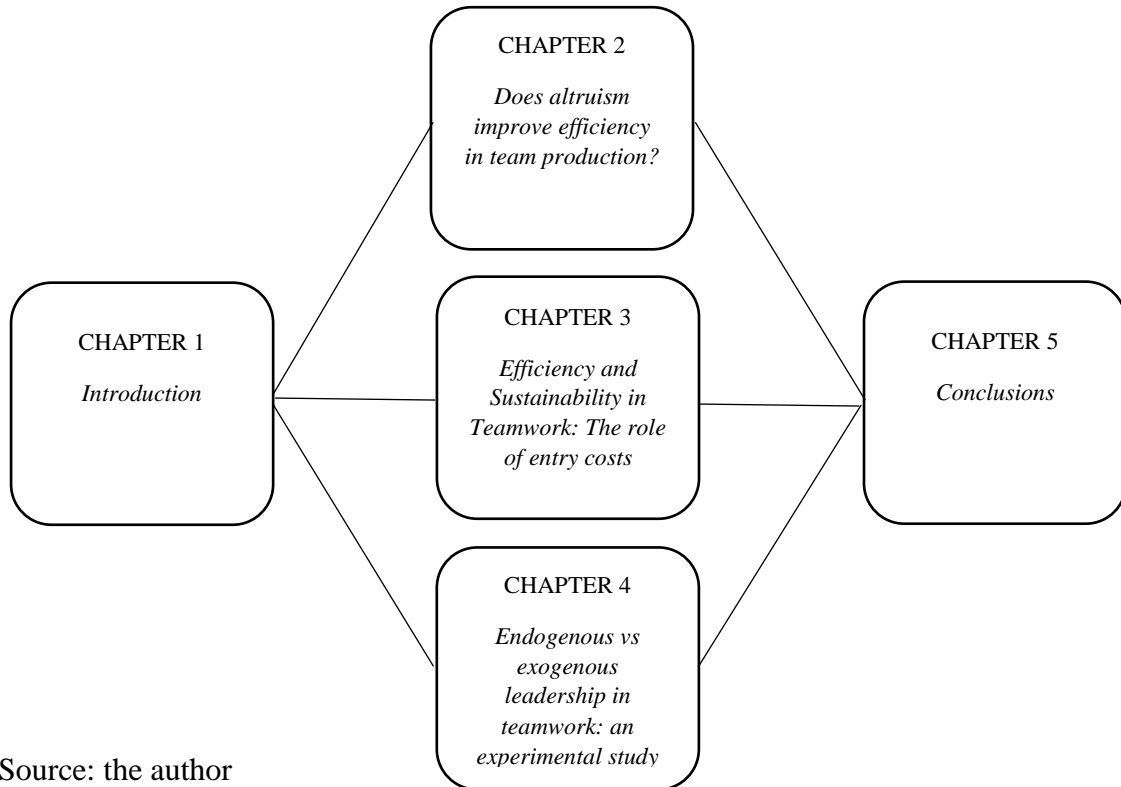 CHAPTER 2
Does altruism
improve efficiency
in team production?
CHAPTER 1
Introduction
CHAPTER 3
Efficiency and
Sustainability in
Teamwork: The role
of entry costs
CHAPTER 5
Conclusions
CHAPTER 4
Endogenous vs
exogenous
leadership in
teamwork: an
experimental study
Source: the author